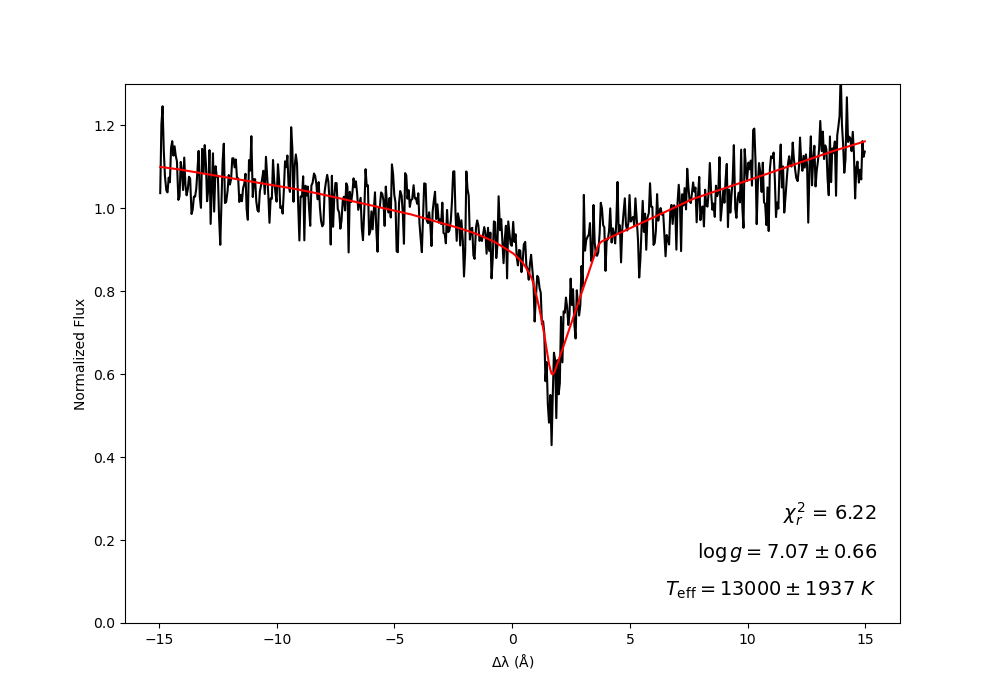 1.2
1.0
0.8
0.6
0.4
0.2
0.0
Normalized Flux
χ²ᵣ = 6.22
log g = 7.07 ± 0.66
T_eff = 13000 ± 1937 K
−15 −10 −5 0 5 10 15
Δλ (Å)